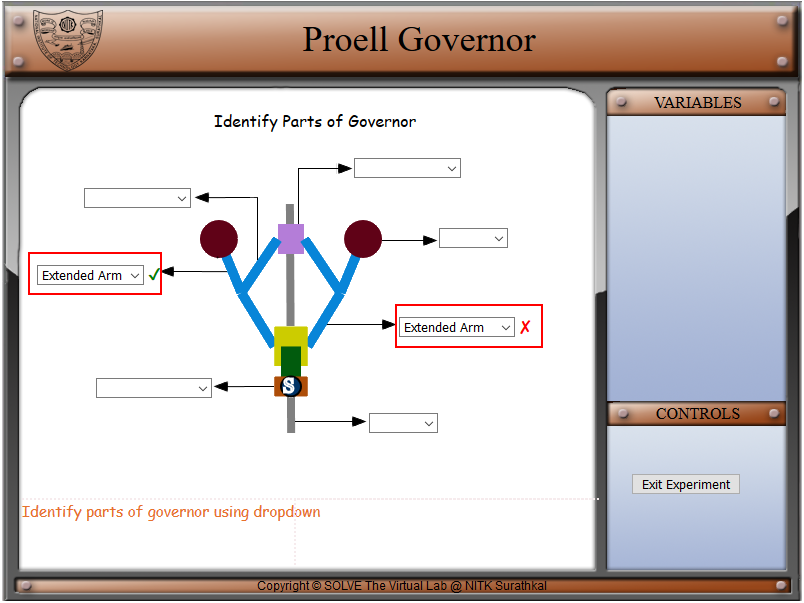 Proell Governor
Identify Parts of Governor
Extended Arm ✓
Extended Arm ✗
S
Identify parts of governor using dropdown
VARIABLES
CONTROLS
Exit Experiment
Copyright © SOLVE The Virtual Lab @ NITK Surathkal